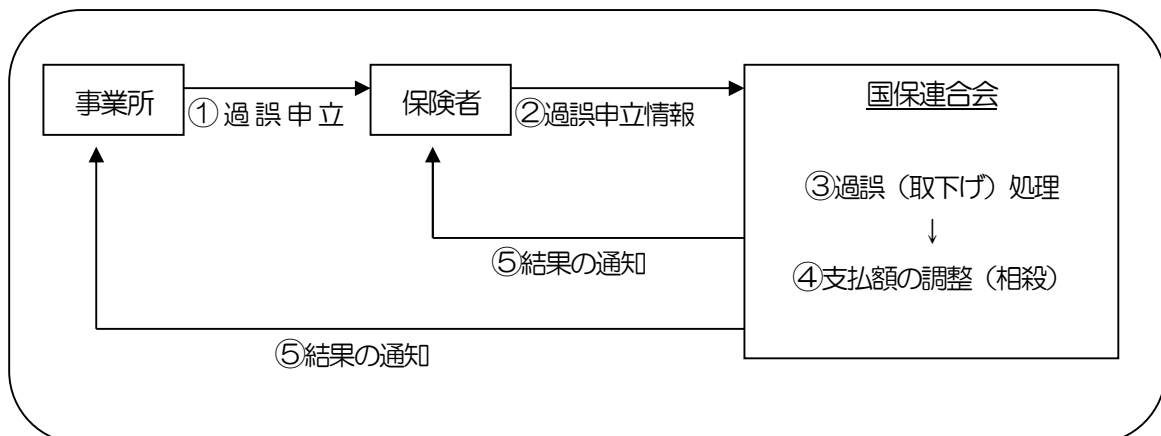 事業所
①過誤申立
保険者
②過誤申立情報
国保連合会
③過誤（取下げ）処理
↓
④支払額の調整（相殺）
⑤結果の通知
⑤結果の通知